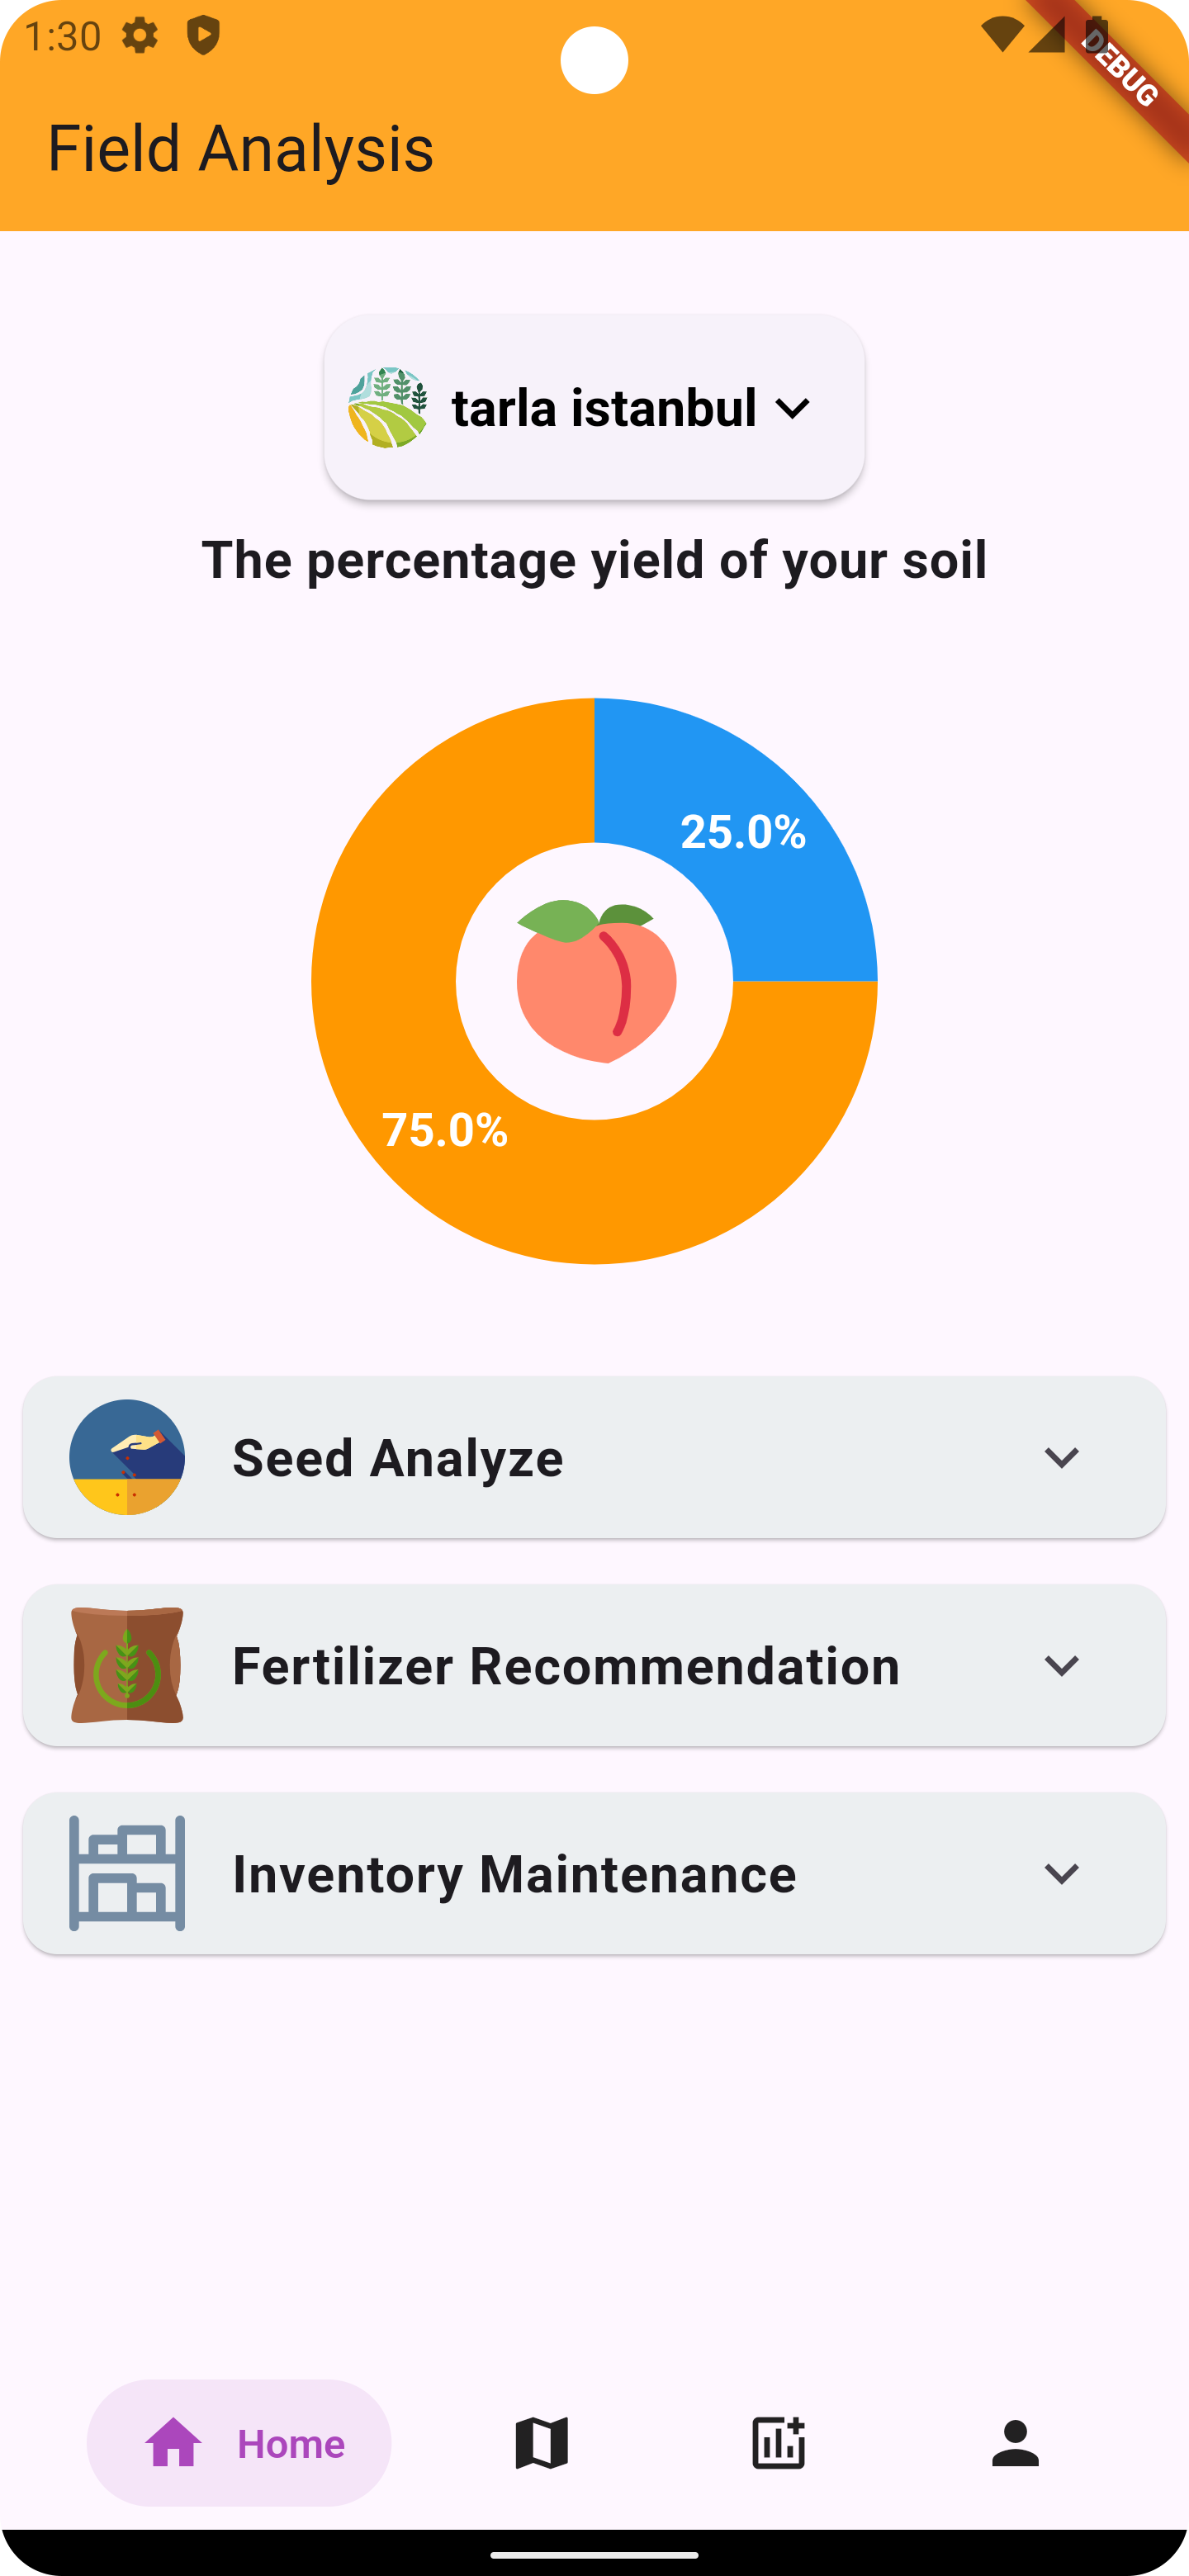 1:30
DEBUG
Field Analysis
tarla istanbul
The percentage yield of your soil
25.0%
75.0%
Seed Analyze
Fertilizer Recommendation
Inventory Maintenance
Home